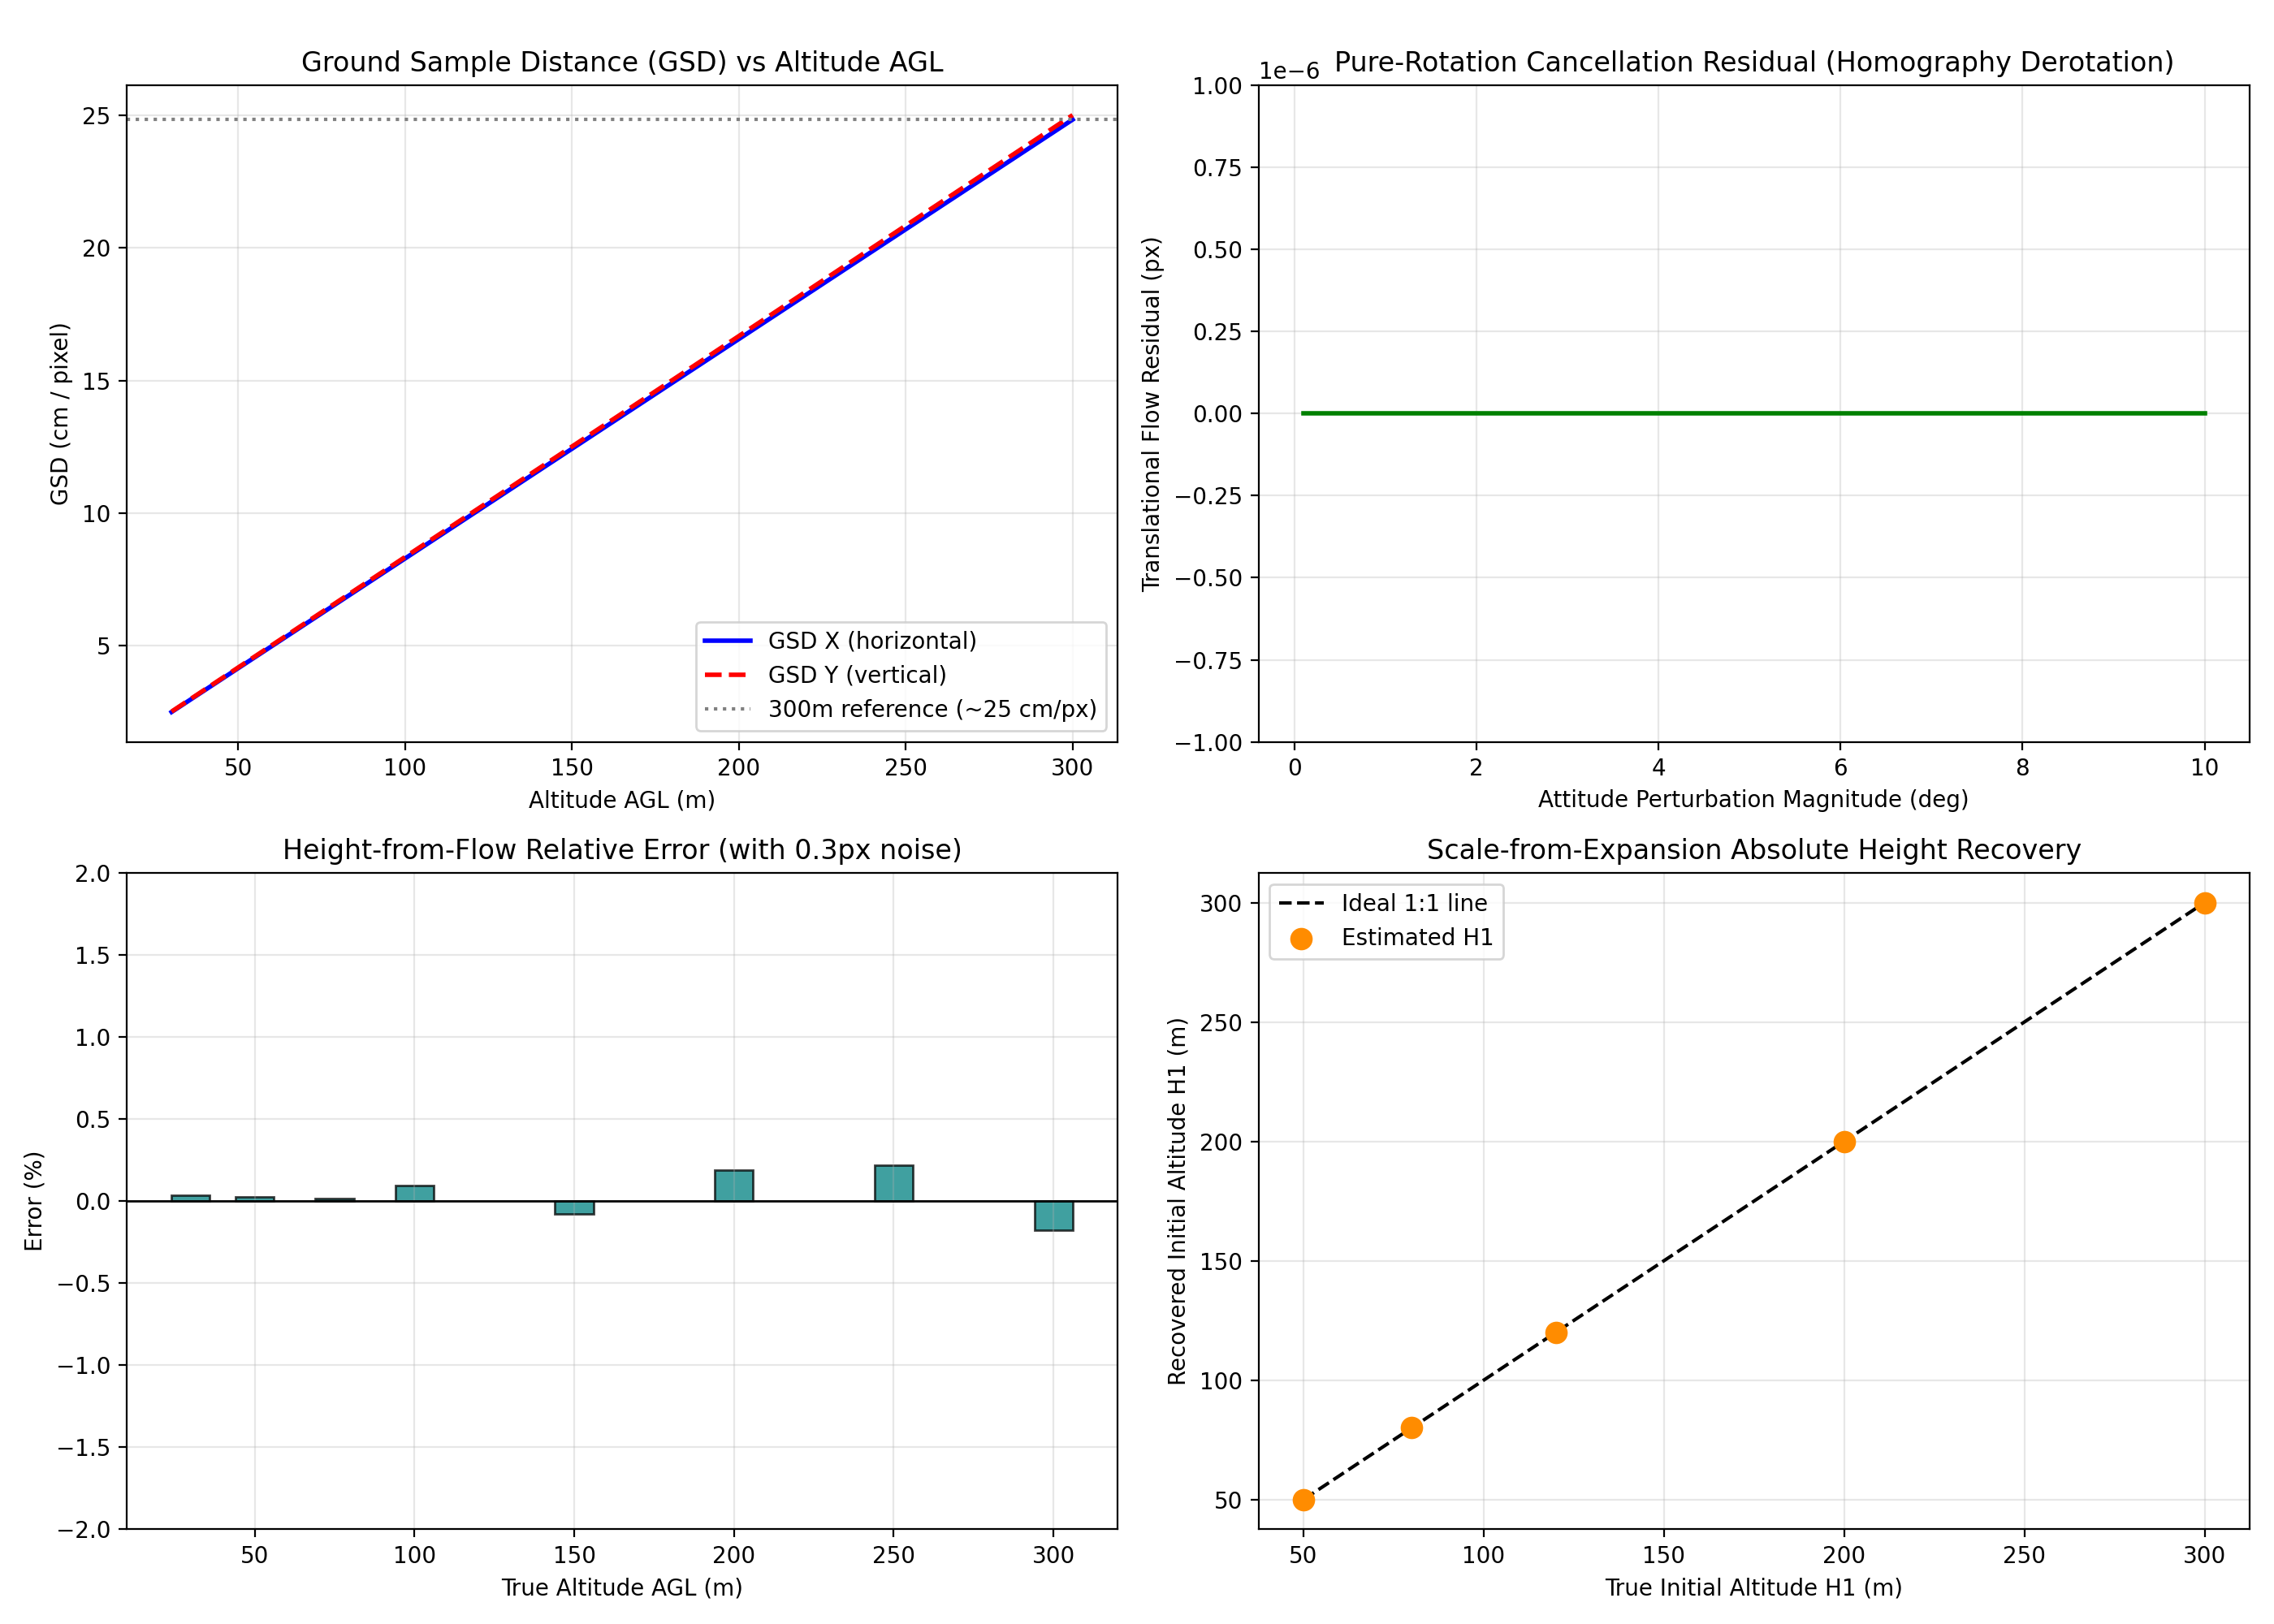 Ground Sample Distance (GSD) vs Altitude AGL
GSD (cm / pixel)
25
20
15
10
5
GSD X (horizontal)
GSD Y (vertical)
300m reference (~25 cm/px)
50 100 150 200 250 300
Altitude AGL (m)
Pure-Rotation Cancellation Residual (Homography Derotation)
1e−6
Translational Flow Residual (px)
1.00
0.75
0.50
0.25
0.00
−0.25
−0.50
−0.75
−1.00
0 2 4 6 8 10
Attitude Perturbation Magnitude (deg)
Height-from-Flow Relative Error (with 0.3px noise)
Error (%)
2.0
1.5
1.0
0.5
0.0
−0.5
−1.0
−1.5
−2.0
50 100 150 200 250 300
True Altitude AGL (m)
Scale-from-Expansion Absolute Height Recovery
Ideal 1:1 line
Estimated H1
Recovered Initial Altitude H1 (m)
300
250
200
150
100
50
50 100 150 200 250 300
True Initial Altitude H1 (m)